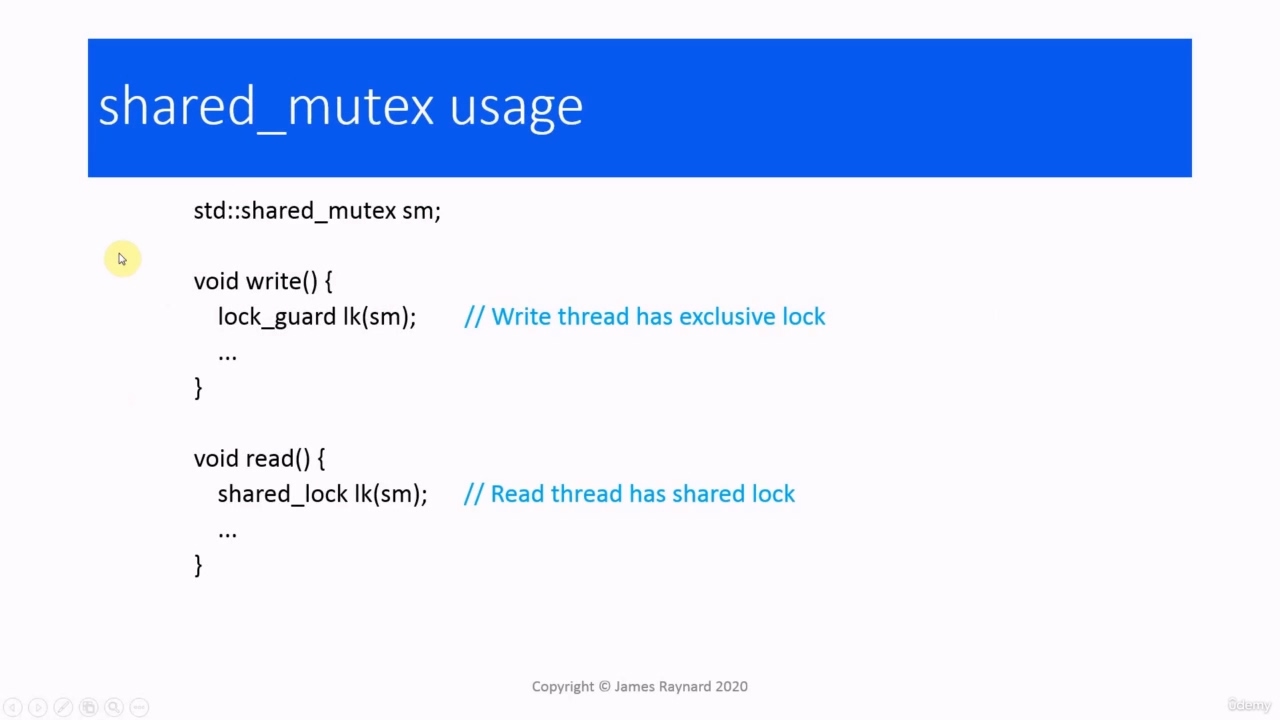 shared_mutex usage
std::shared_mutex sm;
void write() {
lock_guard lk(sm); // Write thread has exclusive lock
...
}
void read() {
shared_lock lk(sm); // Read thread has shared lock
...
}
Copyright © James Raynard 2020
ûdemy